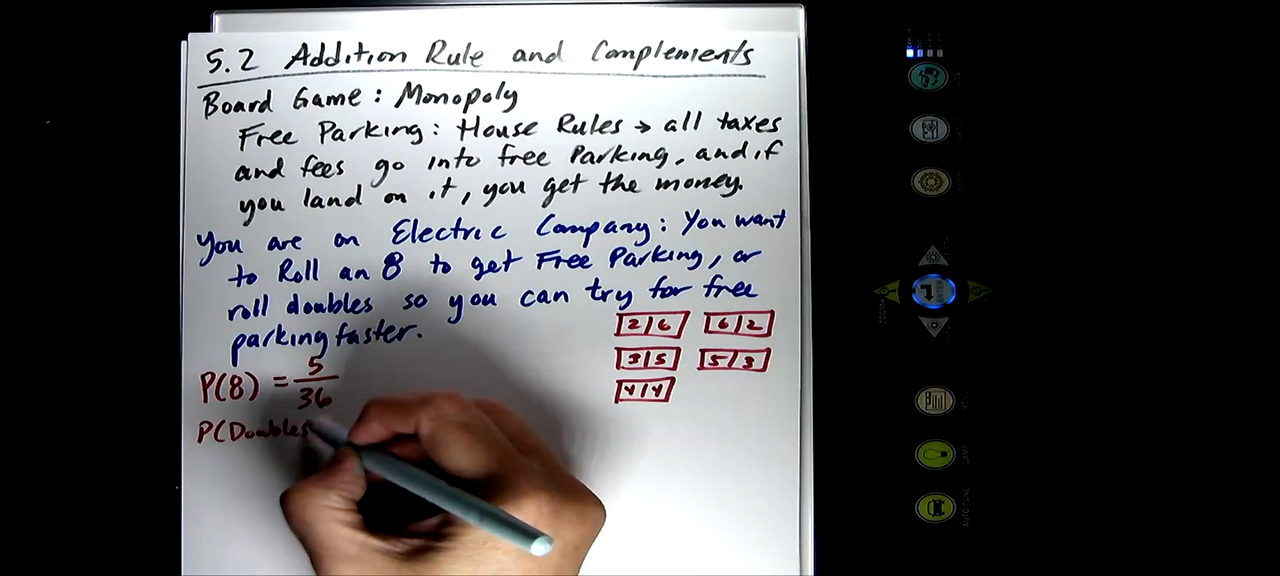 5.2 Addition Rule and Complements
Board Game: Monopoly
Free Parking: House Rules → all taxes
and fees go into free Parking, and if
you land on it, you get the money.
You are on Electric Company: You want
to Roll an 8 to get Free Parking, or
roll doubles so you can try for free
parking faster.
2|6 6|2
3|5 5|3
4|4
P(8) = 5/36
P(Doubles